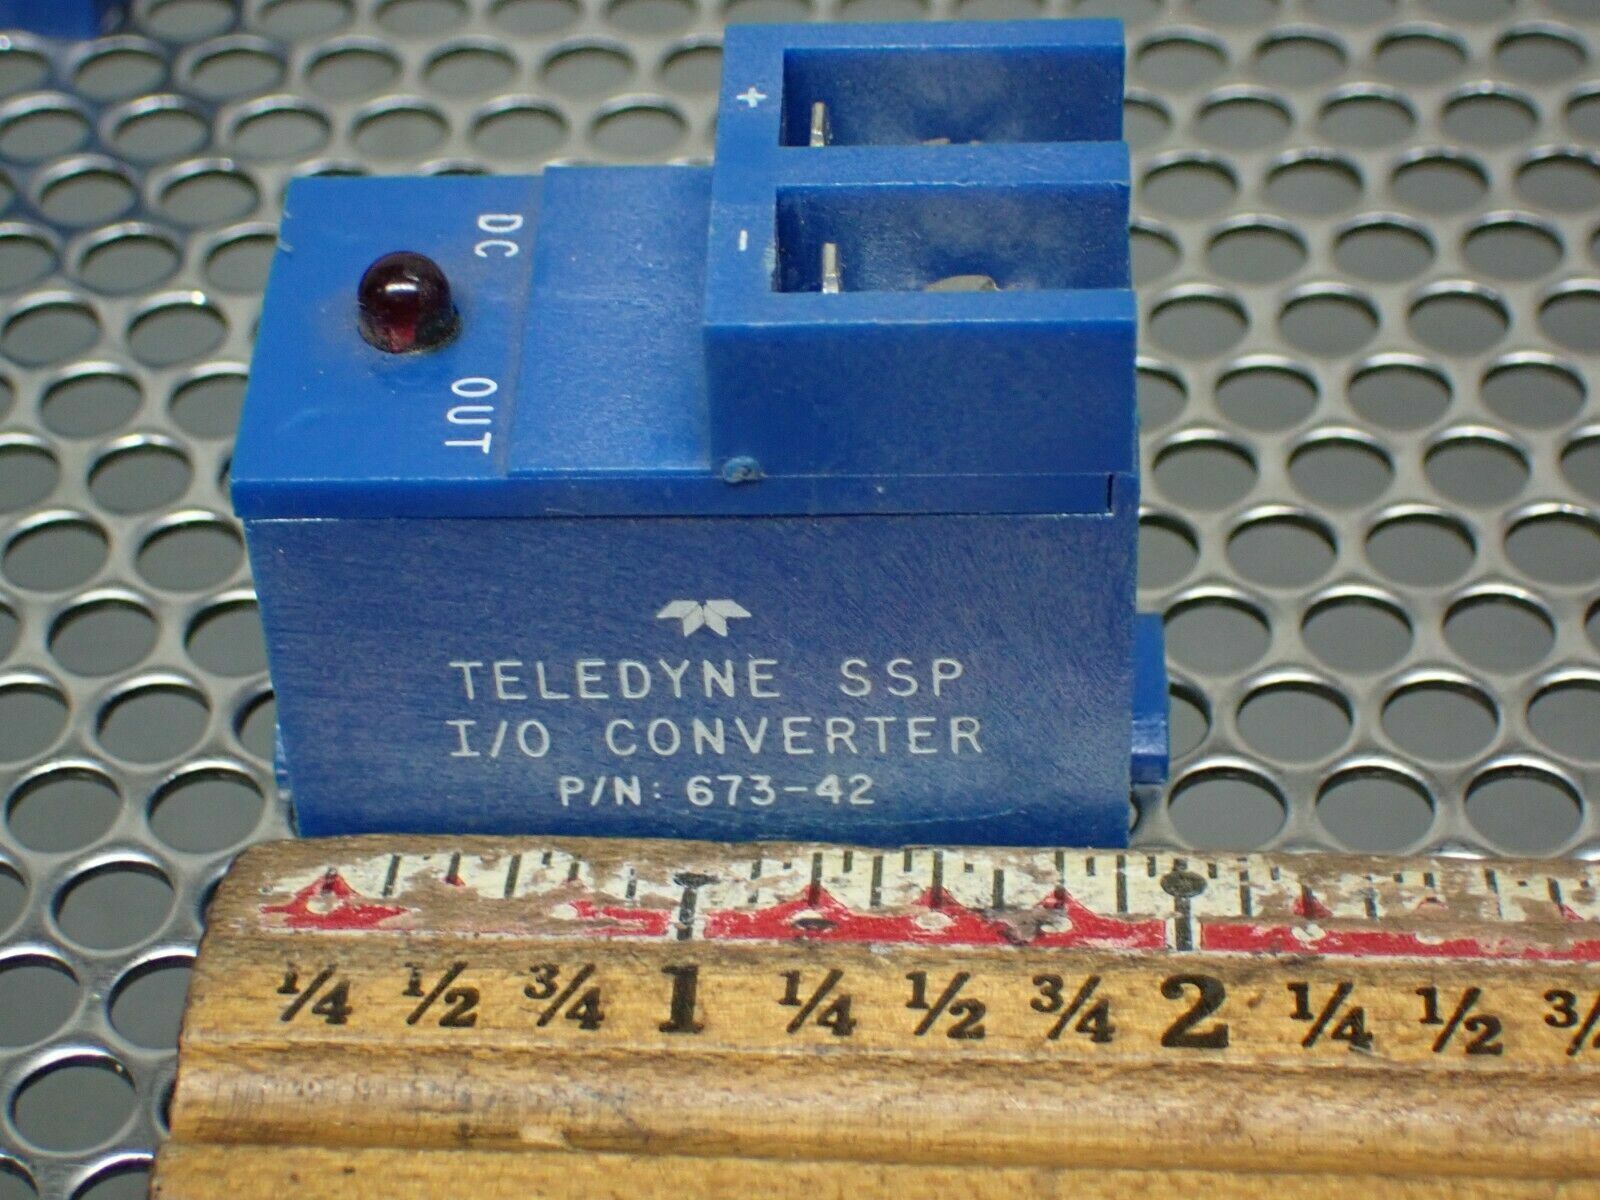 DC
OUT
+
-
TELEDYNE SSP
I/O CONVERTER
P/N: 673-42
1/4 1/2 3/4 1 1/4 1/2 3/4 2 1/4 1/2